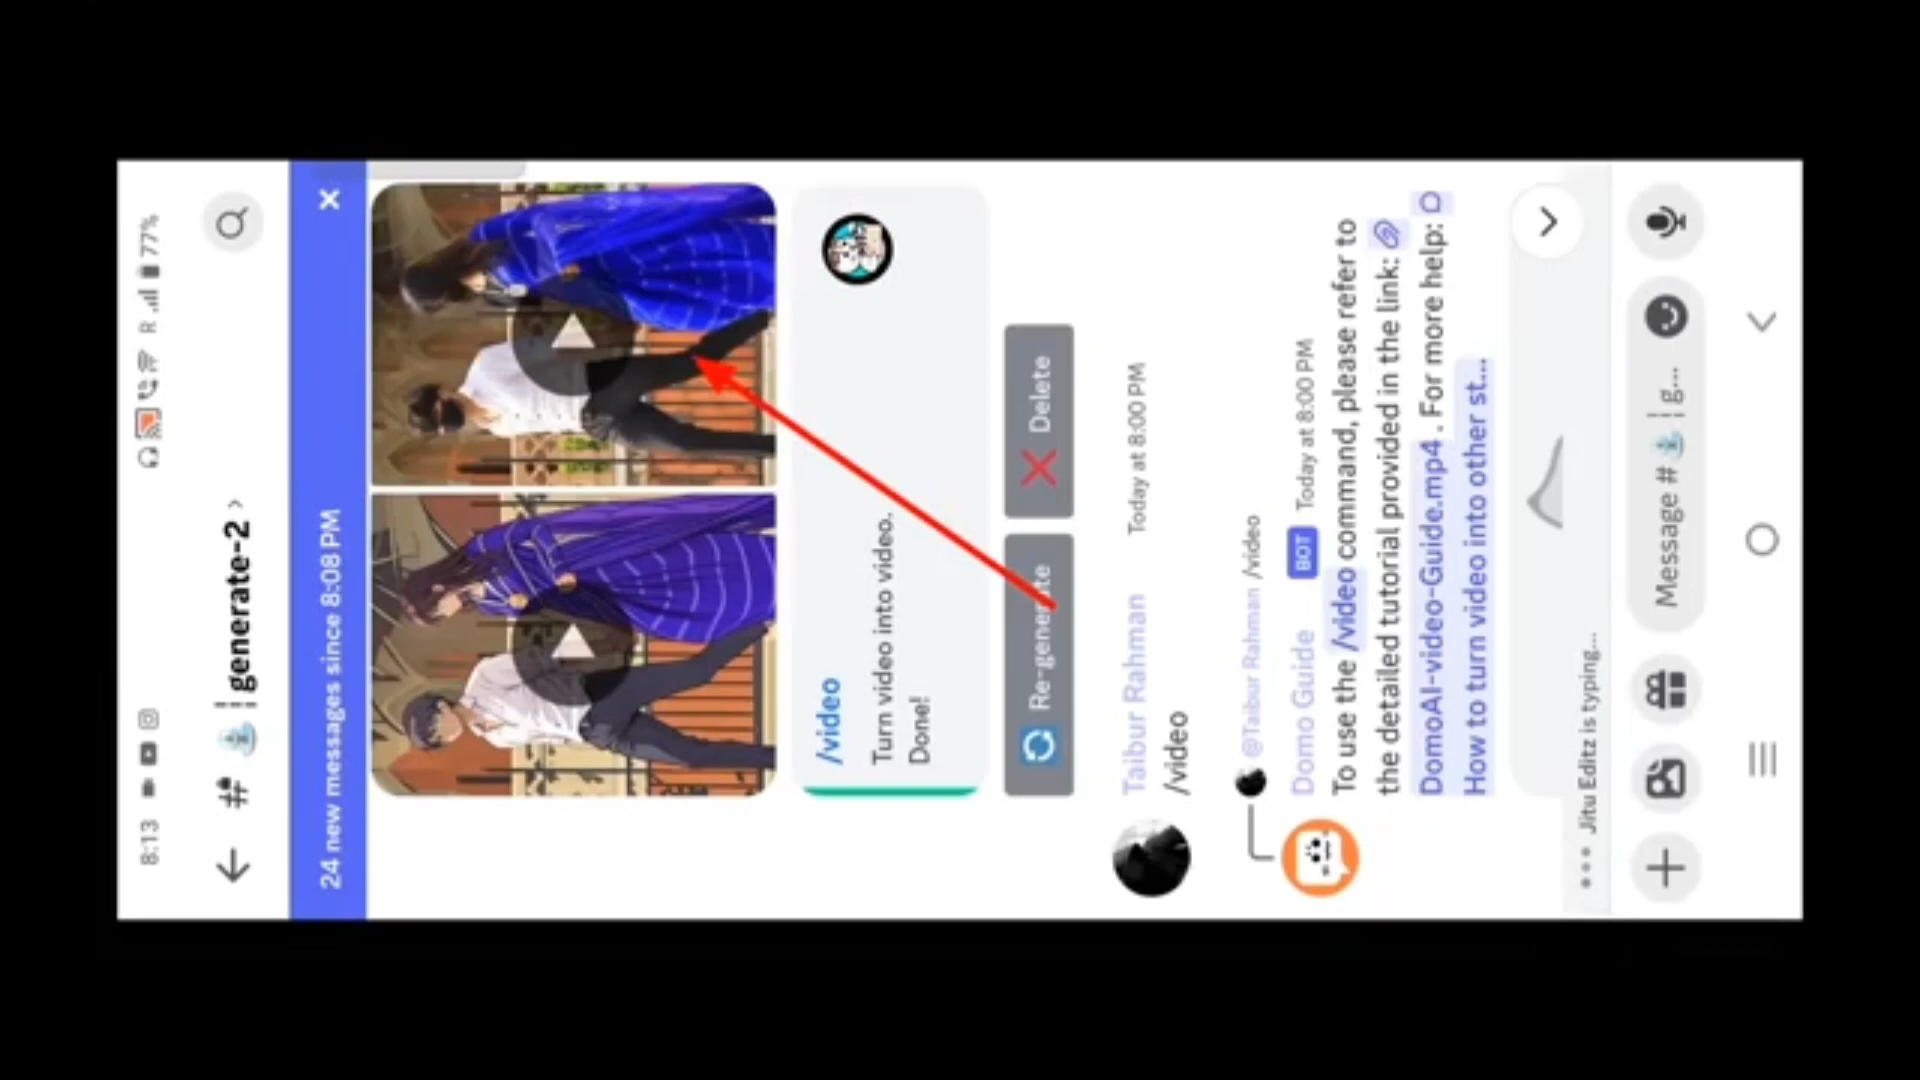 8:13 R 77%
# generate-2 >
24 new messages since 8:08 PM X
/video
Turn video into video.
Done!
Re-generate Delete
Taibur Rahman Today at 8:00 PM
/video
@Taibur Rahman /video
Domo Guide BOT Today at 8:00 PM
To use the /video command, please refer to
the detailed tutorial provided in the link:
DomoAI-video-Guide.mp4 . For more help:
How to turn video into other st...
Jitu Editz is typing...
Message # g...